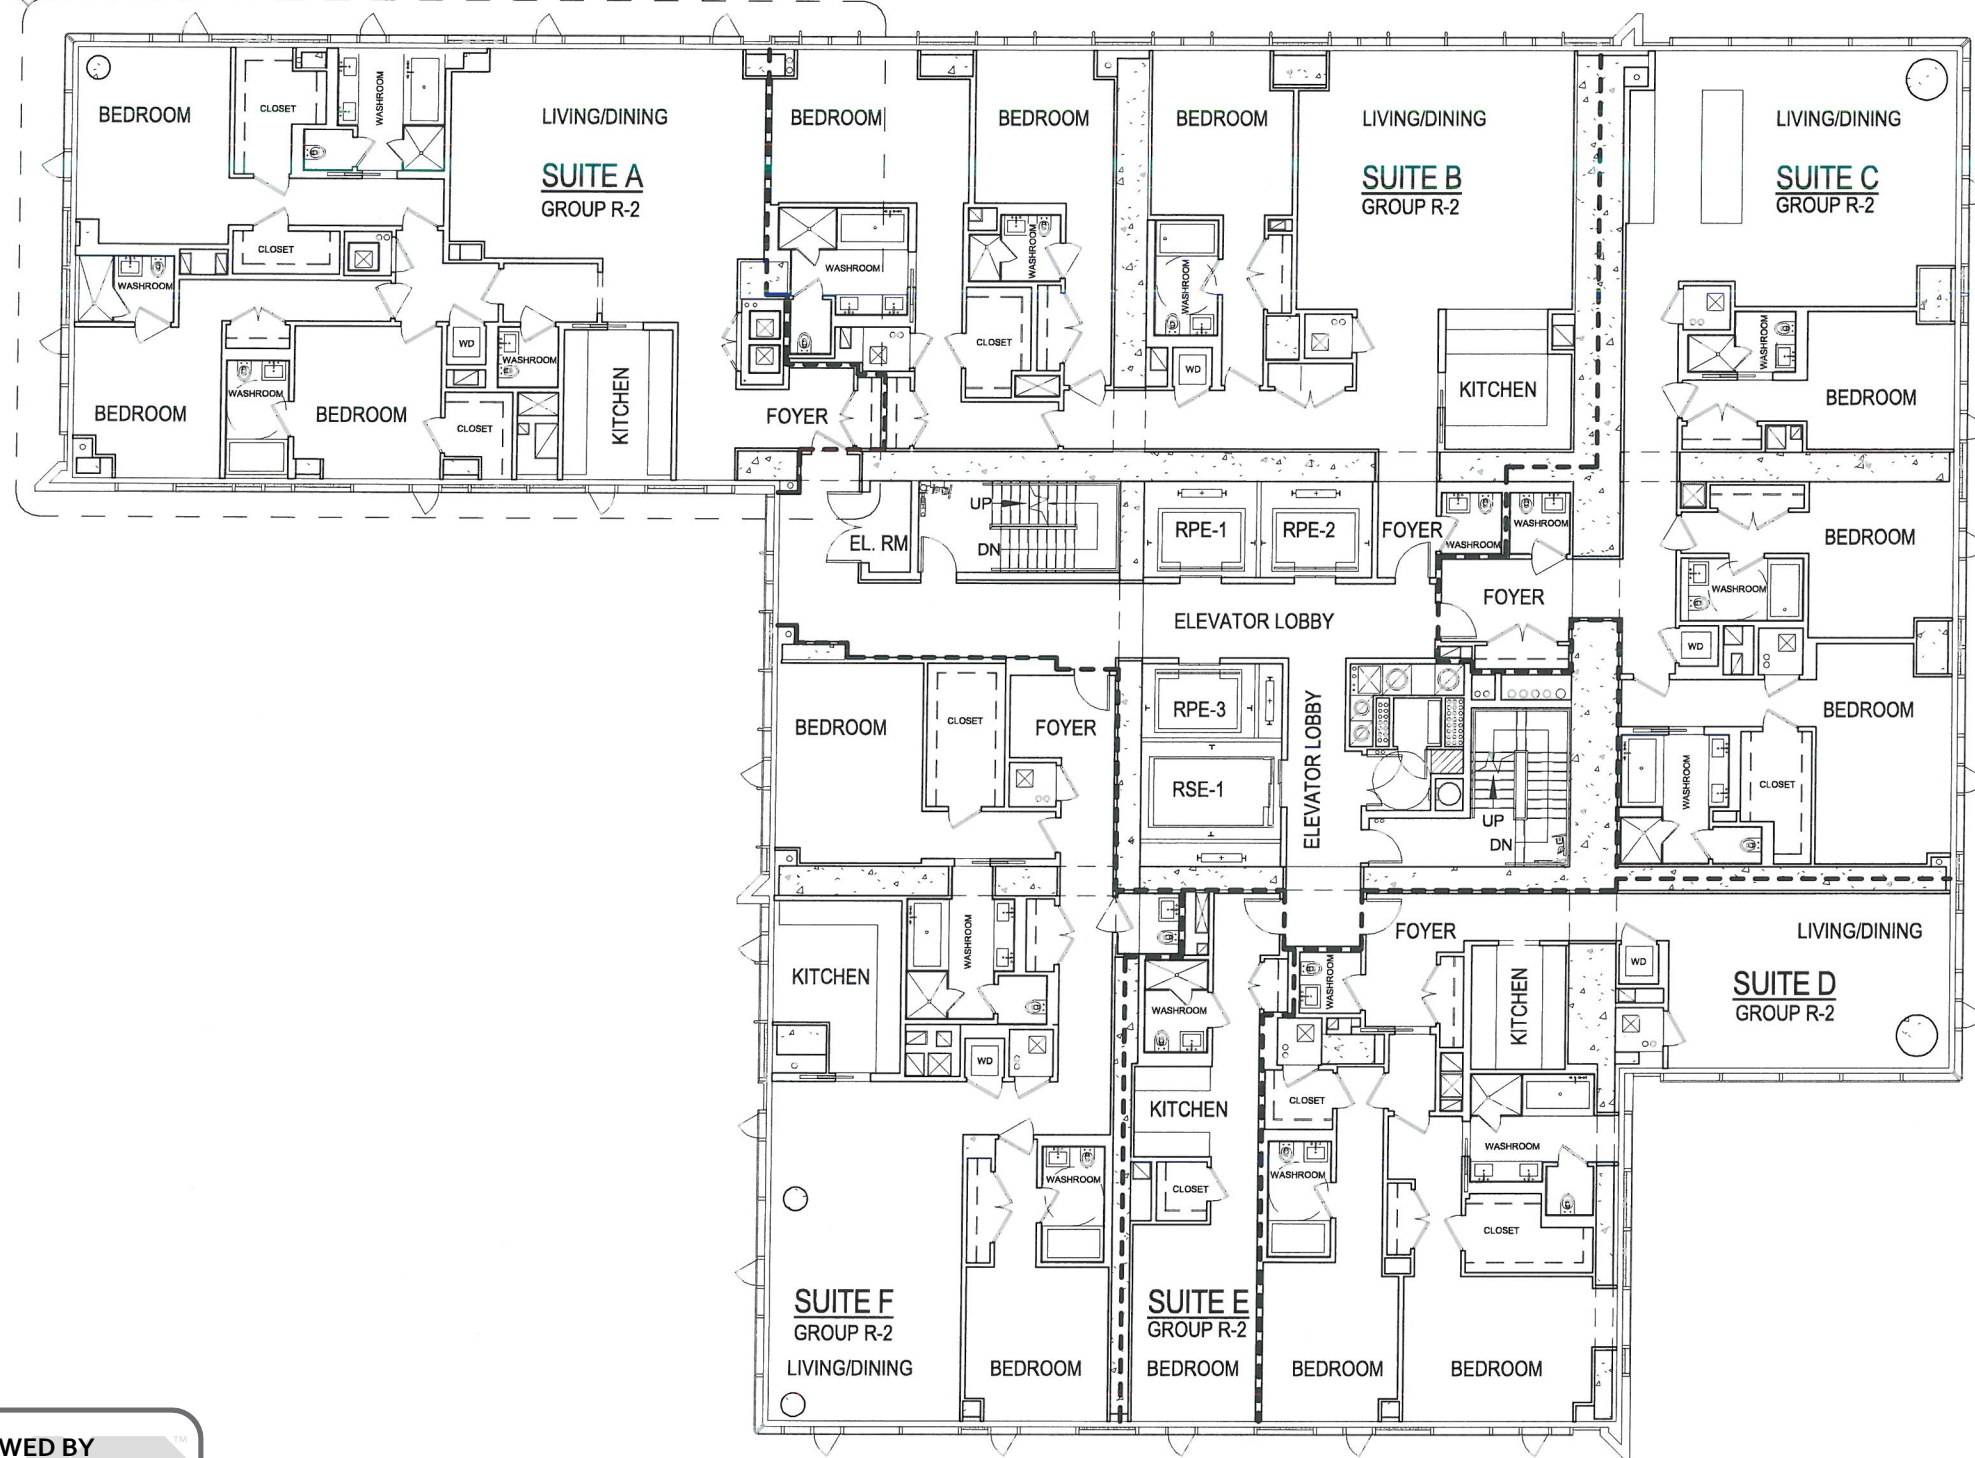 BEDROOM
CLOSET
WASHROOM
LIVING/DINING
SUITE A
GROUP R-2
BEDROOM
BEDROOM
BEDROOM
LIVING/DINING
SUITE B
GROUP R-2
LIVING/DINING
SUITE C
GROUP R-2
CLOSET
WASHROOM
WASHROOM
WASHROOM
WASHROOM
WD
WASHROOM
KITCHEN
CLOSET
WD
KITCHEN
WASHROOM
BEDROOM
BEDROOM
WASHROOM
BEDROOM
CLOSET
FOYER
UP
DN
EL. RM
RPE-1
RPE-2
FOYER
WASHROOM
WASHROOM
BEDROOM
WASHROOM
FOYER
ELEVATOR LOBBY
WD
BEDROOM
CLOSET
FOYER
RPE-3
RSE-1
ELEVATOR LOBBY
UP
DN
BEDROOM
WASHROOM
CLOSET
KITCHEN
WASHROOM
FOYER
LIVING/DINING
WD
SUITE D
GROUP R-2
WASHROOM
WASHROOM
KITCHEN
WD
KITCHEN
CLOSET
WASHROOM
WASHROOM
WASHROOM
CLOSET
CLOSET
SUITE F
GROUP R-2
LIVING/DINING
BEDROOM
SUITE E
GROUP R-2
BEDROOM
BEDROOM
BEDROOM
WED BY
TM